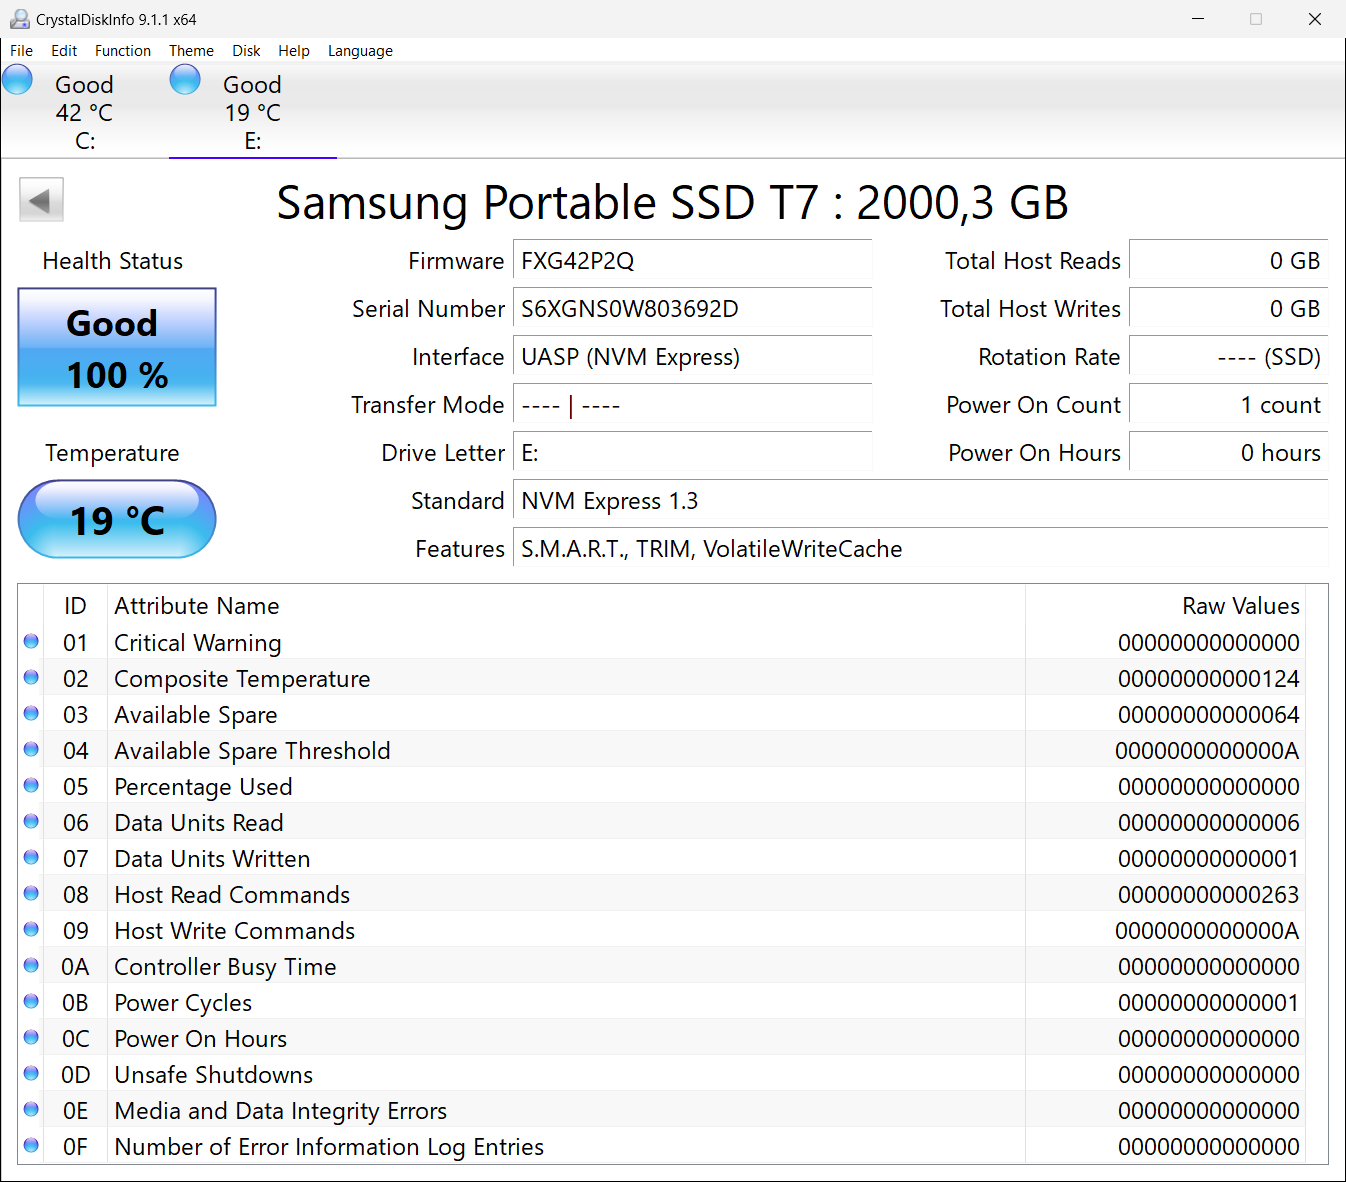 CrystalDiskInfo 9.1.1 x64
File Edit Function Theme Disk Help Language
Good Good
42 °C 19 °C
C: E:
Samsung Portable SSD T7 : 2000,3 GB
Health Status
Good
100 %
Temperature
19 °C
Firmware FXG42P2Q
Serial Number S6XGNS0W803692D
Interface UASP (NVM Express)
Transfer Mode ---- | ----
Drive Letter E:
Standard NVM Express 1.3
Features S.M.A.R.T., TRIM, VolatileWriteCache
Total Host Reads 0 GB
Total Host Writes 0 GB
Rotation Rate ---- (SSD)
Power On Count 1 count
Power On Hours 0 hours
ID Attribute Name Raw Values
01 Critical Warning 00000000000000
02 Composite Temperature 00000000000124
03 Available Spare 00000000000064
04 Available Spare Threshold 0000000000000A
05 Percentage Used 00000000000000
06 Data Units Read 00000000000006
07 Data Units Written 00000000000001
08 Host Read Commands 00000000000263
09 Host Write Commands 0000000000000A
0A Controller Busy Time 00000000000000
0B Power Cycles 00000000000001
0C Power On Hours 00000000000000
0D Unsafe Shutdowns 00000000000000
0E Media and Data Integrity Errors 00000000000000
0F Number of Error Information Log Entries 00000000000000